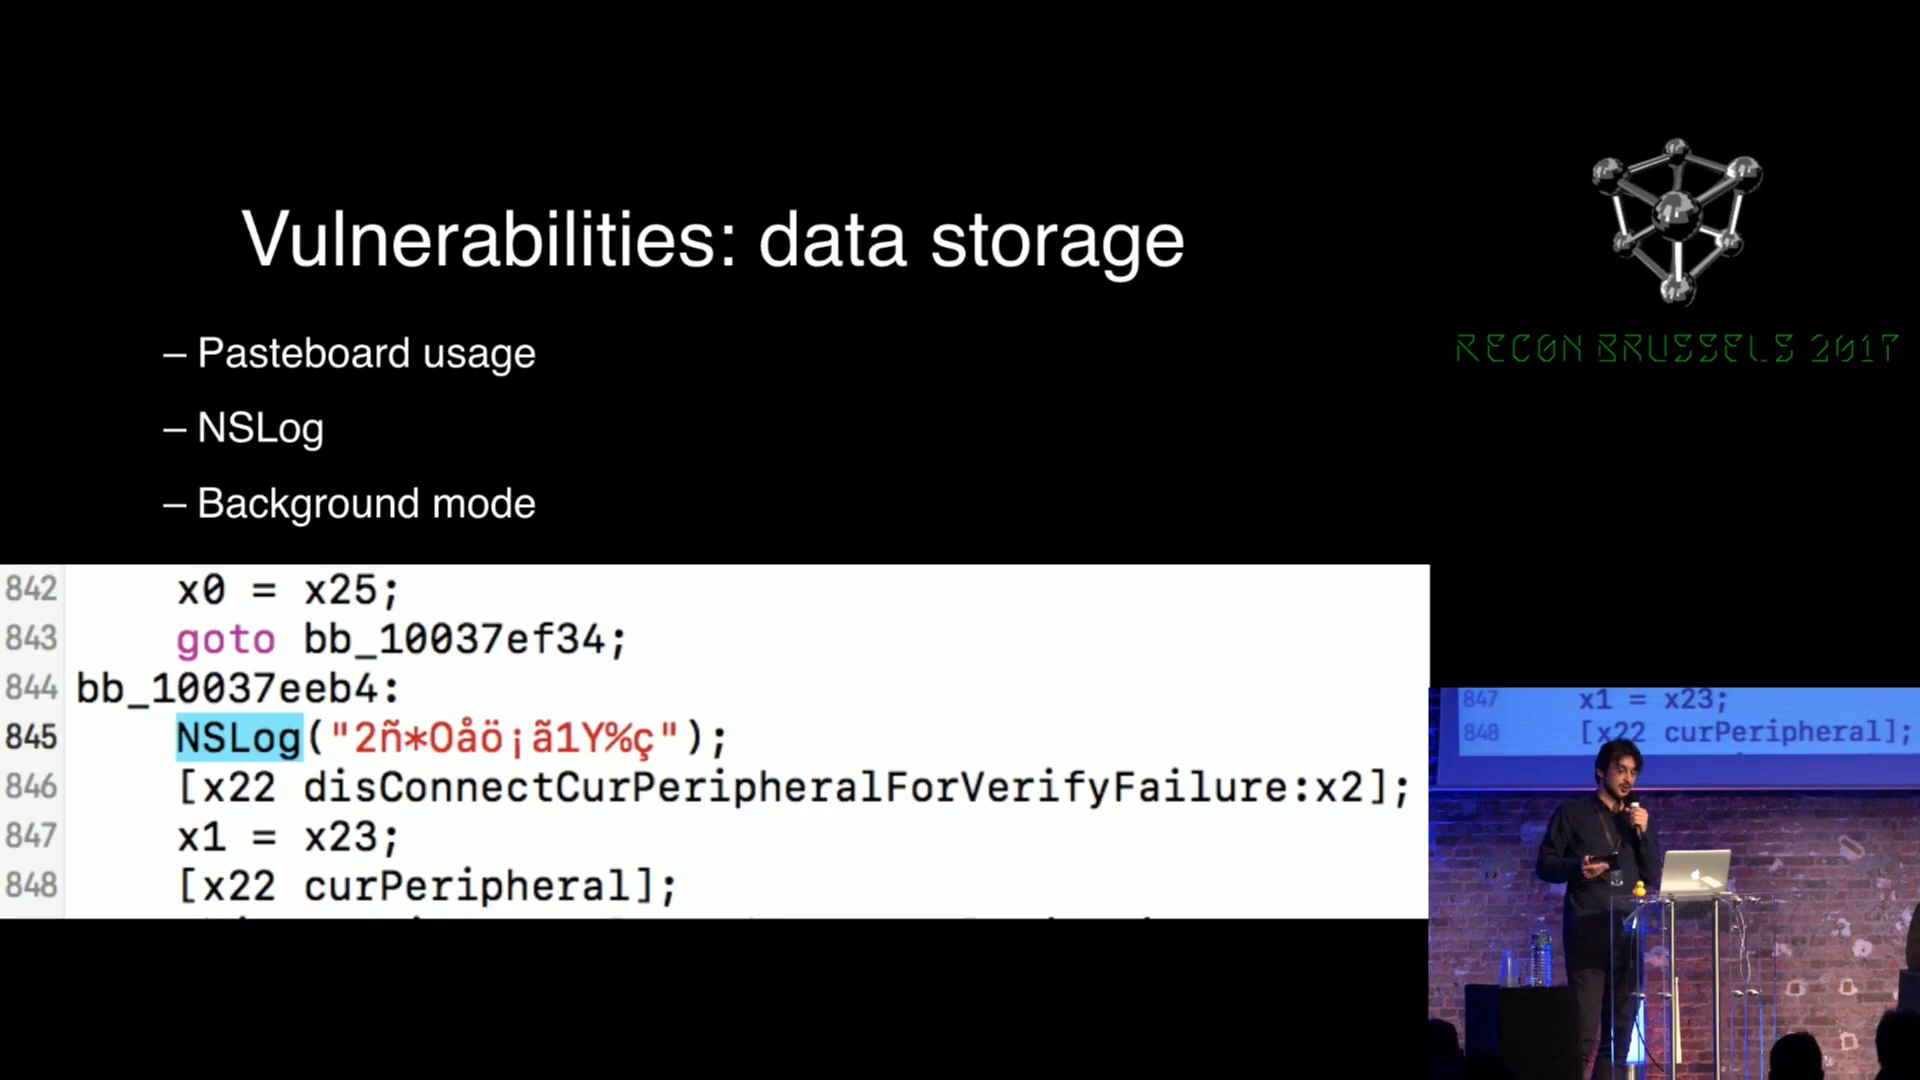 Vulnerabilities: data storage
– Pasteboard usage
– NSLog
– Background mode
RECON BRUSSELS 2017
842 x0 = x25;
843 goto bb_10037ef34;
844 bb_10037eeb4:
845 NSLog("2ñ*Oåö¡ã1Y%ç");
846 [x22 disConnectCurPeripheralForVerifyFailure:x2];
847 x1 = x23;
848 [x22 curPeripheral];
847 x1 = x23;
848 [x22 curPeripheral];